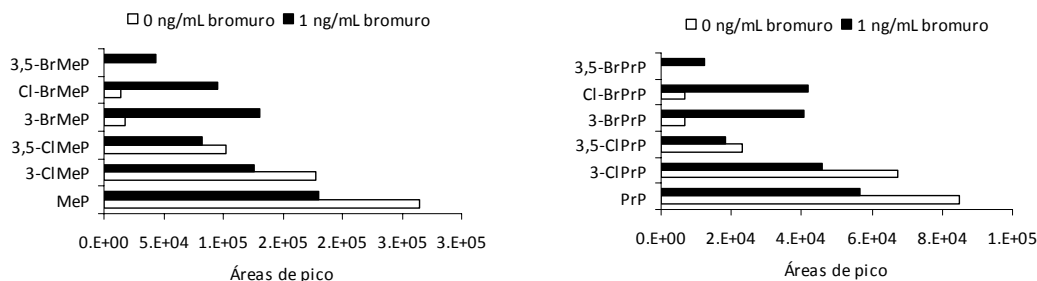 0 ng/mL bromuro 1 ng/mL bromuro
3,5-BrMeP
Cl-BrMeP
3-BrMeP
3,5-ClMeP
3-ClMeP
MeP
0.E+00 5.E+04 1.E+05 2.E+05 2.E+05 3.E+05 3.E+05
Áreas de pico
0 ng/mL bromuro 1 ng/mL bromuro
3,5-BrPrP
Cl-BrPrP
3-BrPrP
3,5-ClPrP
3-ClPrP
PrP
0.E+00 2.E+04 4.E+04 6.E+04 8.E+04 1.E+05
Áreas de pico